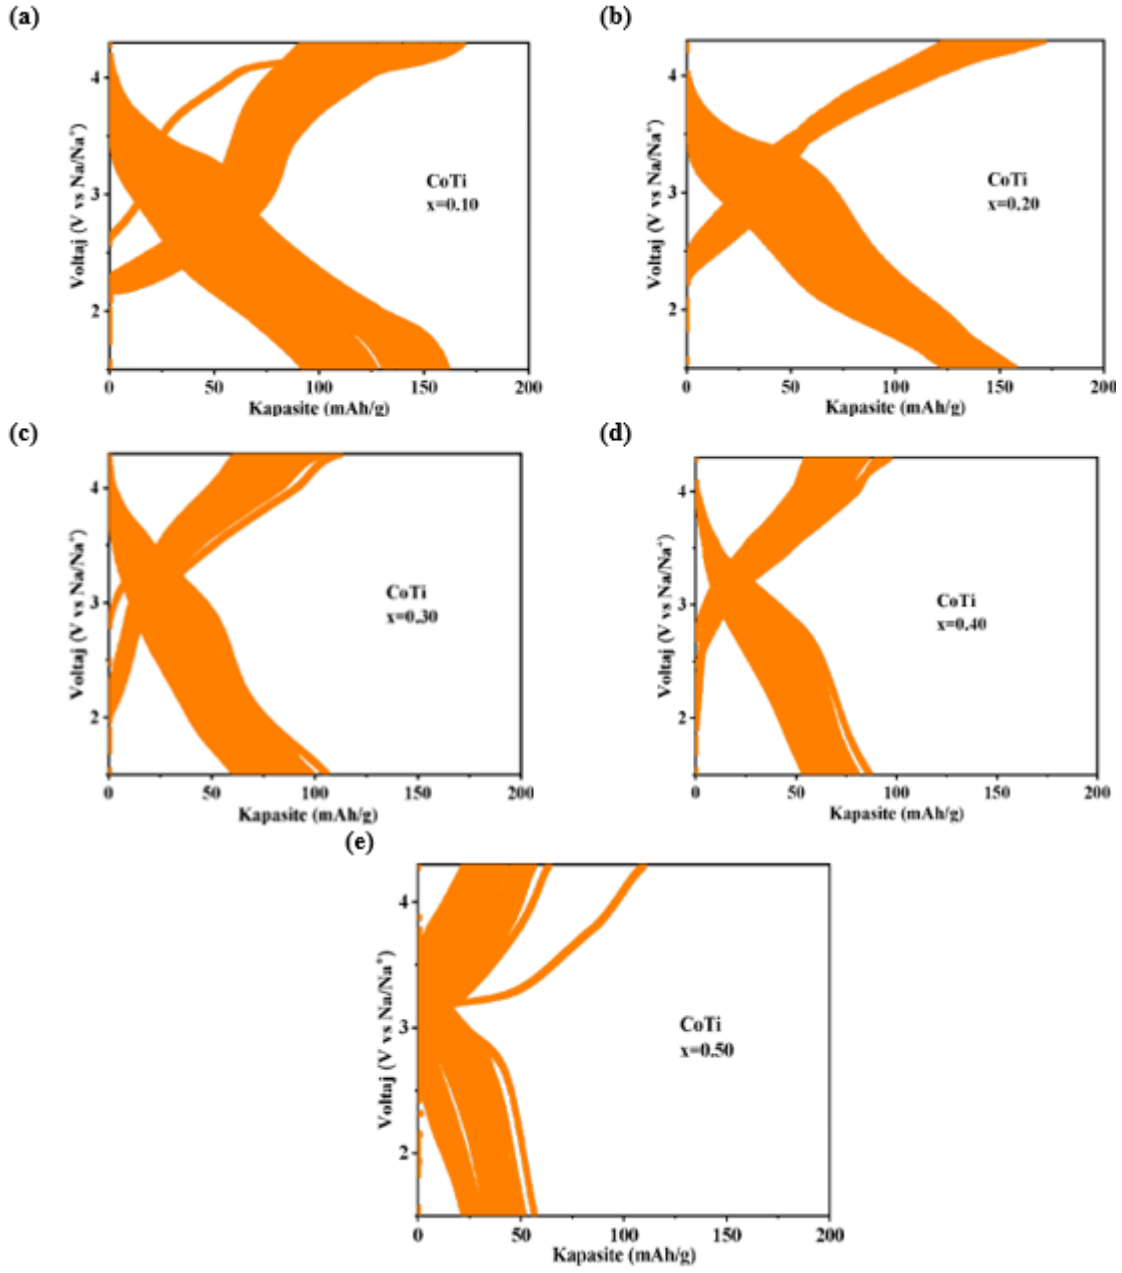 (a)
4
3
2
Voltaj (V vs Na/Na⁺)
CoTi
x=0.10
0 50 100 150 200
Kapasite (mAh/g)
(b)
4
3
2
Voltaj (V vs Na/Na⁺)
CoTi
x=0.20
0 50 100 150 200
Kapasite (mAh/g)
(c)
4
3
2
Voltaj (V vs Na/Na⁺)
CoTi
x=0.30
0 50 100 150 200
Kapasite (mAh/g)
(d)
4
3
2
Voltaj (V vs Na/Na⁺)
CoTi
x=0.40
0 50 100 150 200
Kapasite (mAh/g)
(e)
4
3
2
Voltaj (V vs Na/Na⁺)
CoTi
x=0.50
0 50 100 150 200
Kapasite (mAh/g)